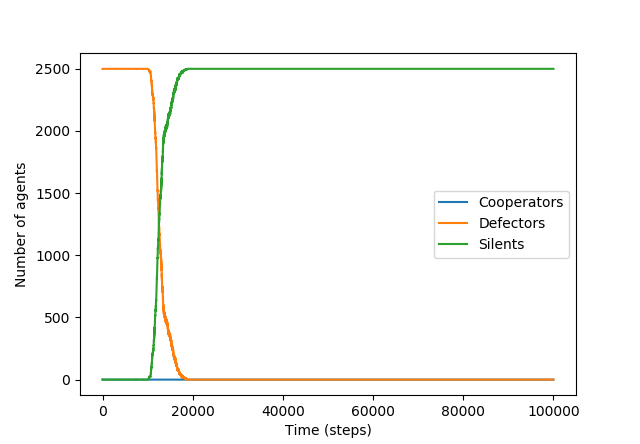 2500
2000
1500
1000
500
0
Number of agents
Cooperators
Defectors
Silents
0 20000 40000 60000 80000 100000
Time (steps)